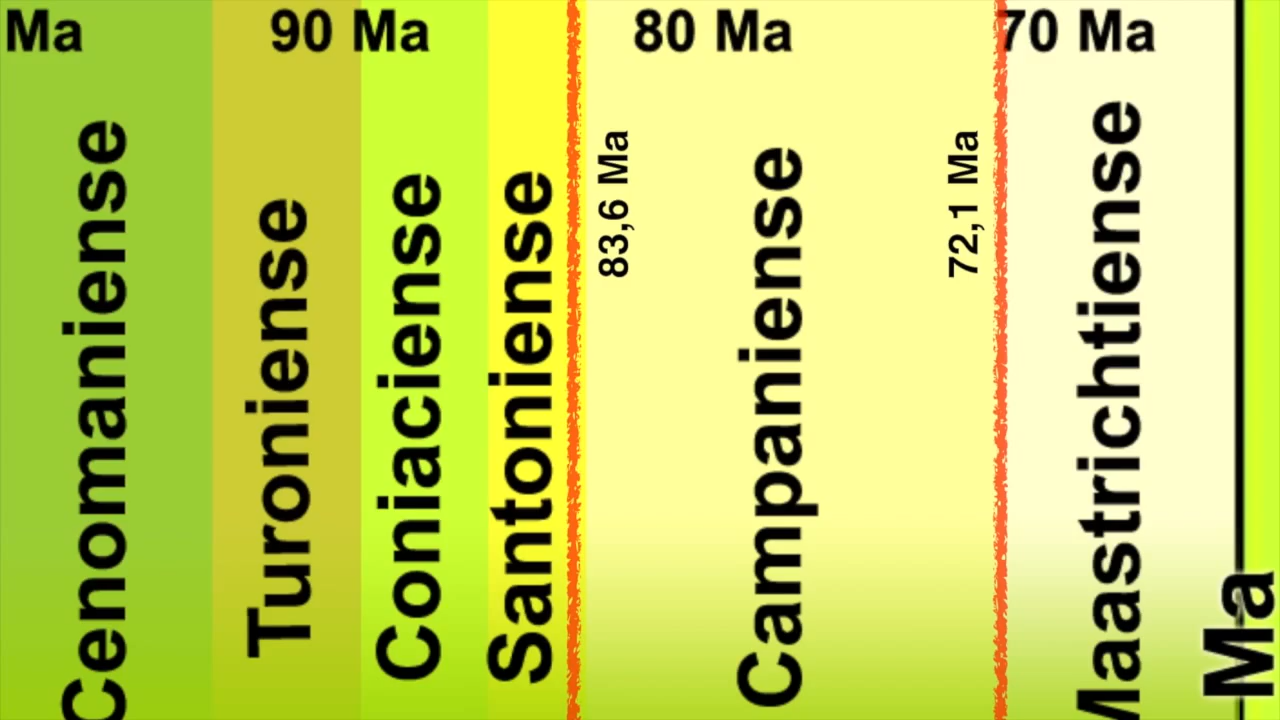 Ma
90 Ma
80 Ma
70 Ma
Cenomaniense
Turoniense
Coniaciense
Santoniense
83,6 Ma
Campaniense
72,1 Ma
Maastrichtiense
Ma